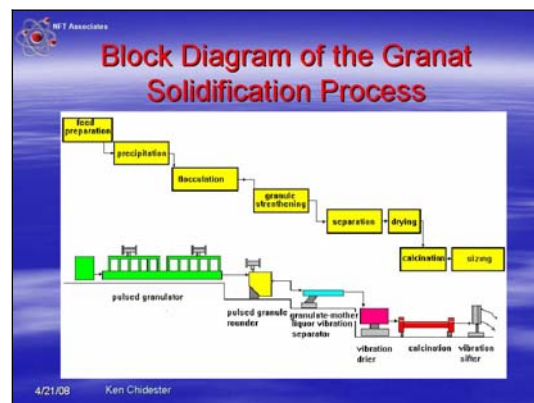 NFT Associates
Block Diagram of the Granat
Solidification Process
feed
preparation
precipitation
flocculation
granule
strenthening
separation
drying
calcination
sizing
pulsed granulator
pulsed granule
rounder
granulate-mother
liquor vibration
separator
vibration
drier
calcination
vibration
sifter
4/21/08
Ken Chidester